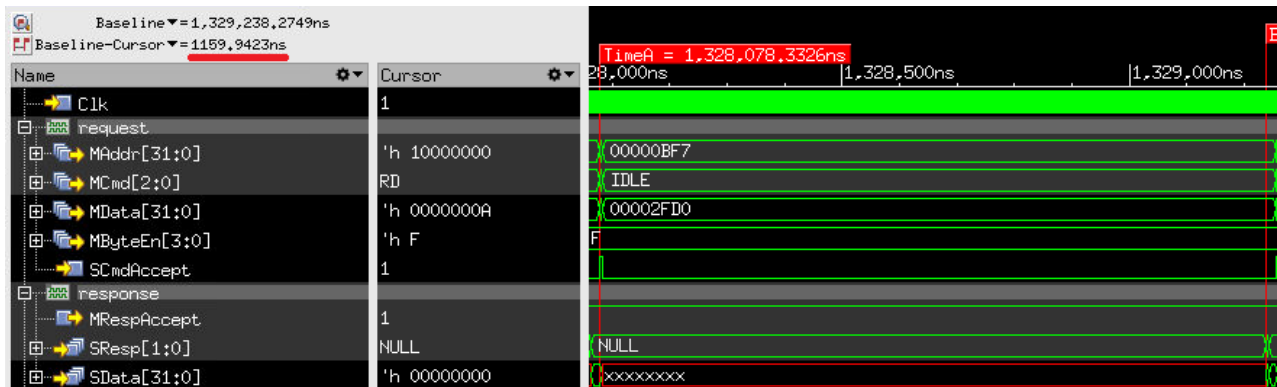 Baseline▼=1,329,238.2749ns
Baseline-Cursor▼=1159.9423ns
TimeA = 1,328,078.3326ns
Name Cursor 28,000ns 1,328,500ns 1,329,000ns
Clk 1
request
MAddr[31:0] 'h 10000000 00000BF7
MCmd[2:0] RD IDLE
MData[31:0] 'h 0000000A 00002FD0
MByteEn[3:0] 'h F F
SCmdAccept 1
response
MRespAccept 1
SResp[1:0] NULL NULL
SData[31:0] 'h 00000000 xxxxxxxx